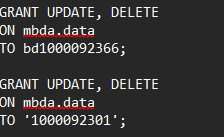 GRANT UPDATE, DELETE
ON mbda.data
TO bd1000092366;
GRANT UPDATE, DELETE
ON mbda.data
TO '1000092301';